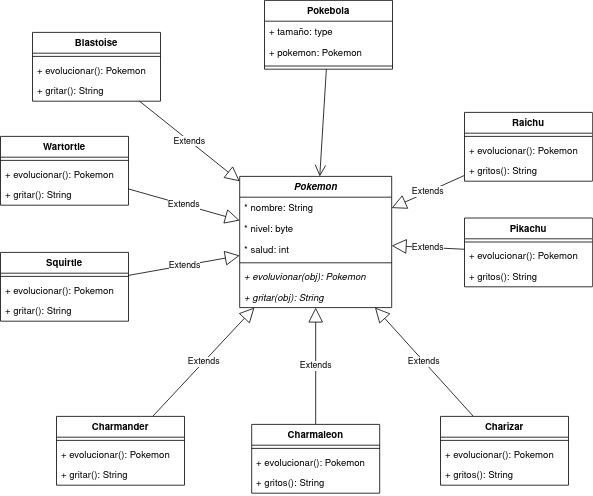 Pokebola
+ tamaño: type
+ pokemon: Pokemon
Blastoise
+ evolucionar(): Pokemon
+ gritar(): String
Extends
Raichu
+ evolucionar(): Pokemon
+ gritos(): String
Extends
Wartortle
+ evolucionar(): Pokemon
+ gritar(): String
Extends
Pokemon
* nombre: String
* nivel: byte
* salud: int
+ evoluvionar(obj): Pokemon
+ gritar(obj): String
Pikachu
+ evolucionar(): Pokemon
+ gritos(): String
Extends
Squirtle
+ evolucionar(): Pokemon
+ gritar(): String
Extends
Extends
Extends
Extends
Charmander
+ evolucionar(): Pokemon
+ gritar(): String
Charmaleon
+ evolucionar(): Pokemon
+ gritos(): String
Charizar
+ evolucionar(): Pokemon
+ gritos(): String